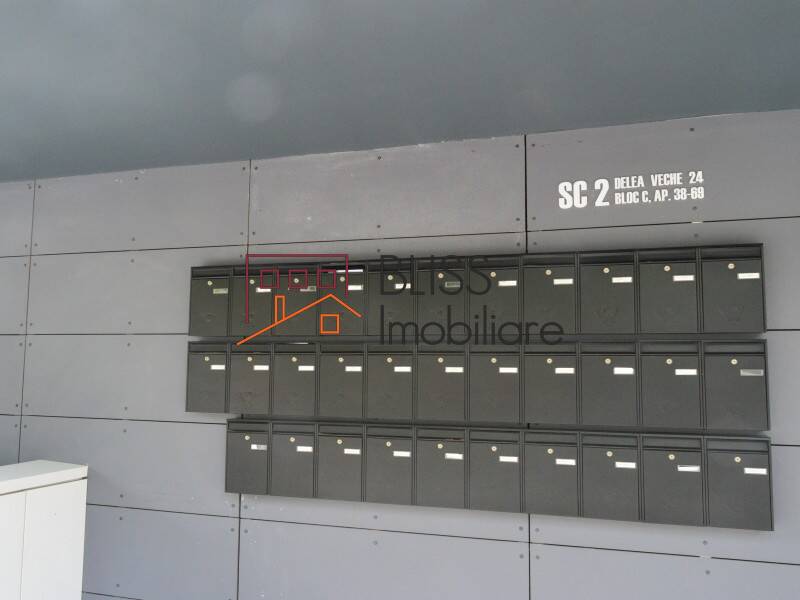 SC 2
DELEA VECHE 24
BLOC C, AP. 38-69
BLISS
Imobiliare